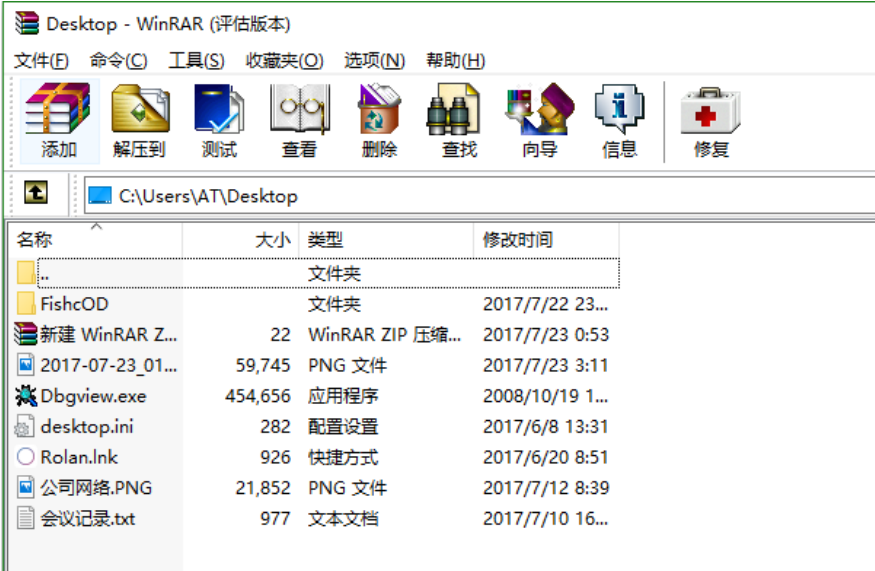 Desktop - WinRAR (评估版本)
文件(F) 命令(C) 工具(S) 收藏夹(O) 选项(N) 帮助(H)
添加 解压到 测试 查看 删除 查找 向导 信息 修复
C:\Users\AT\Desktop
名称 大小 类型 修改时间
.. 文件夹
FishcOD 文件夹 2017/7/22 23...
新建 WinRAR Z... 22 WinRAR ZIP 压缩... 2017/7/23 0:53
2017-07-23_01... 59,745 PNG 文件 2017/7/23 3:11
Dbgview.exe 454,656 应用程序 2008/10/19 1...
desktop.ini 282 配置设置 2017/6/8 13:31
Rolan.lnk 926 快捷方式 2017/6/20 8:51
公司网络.PNG 21,852 PNG 文件 2017/7/12 8:39
会议记录.txt 977 文本文档 2017/7/10 16...